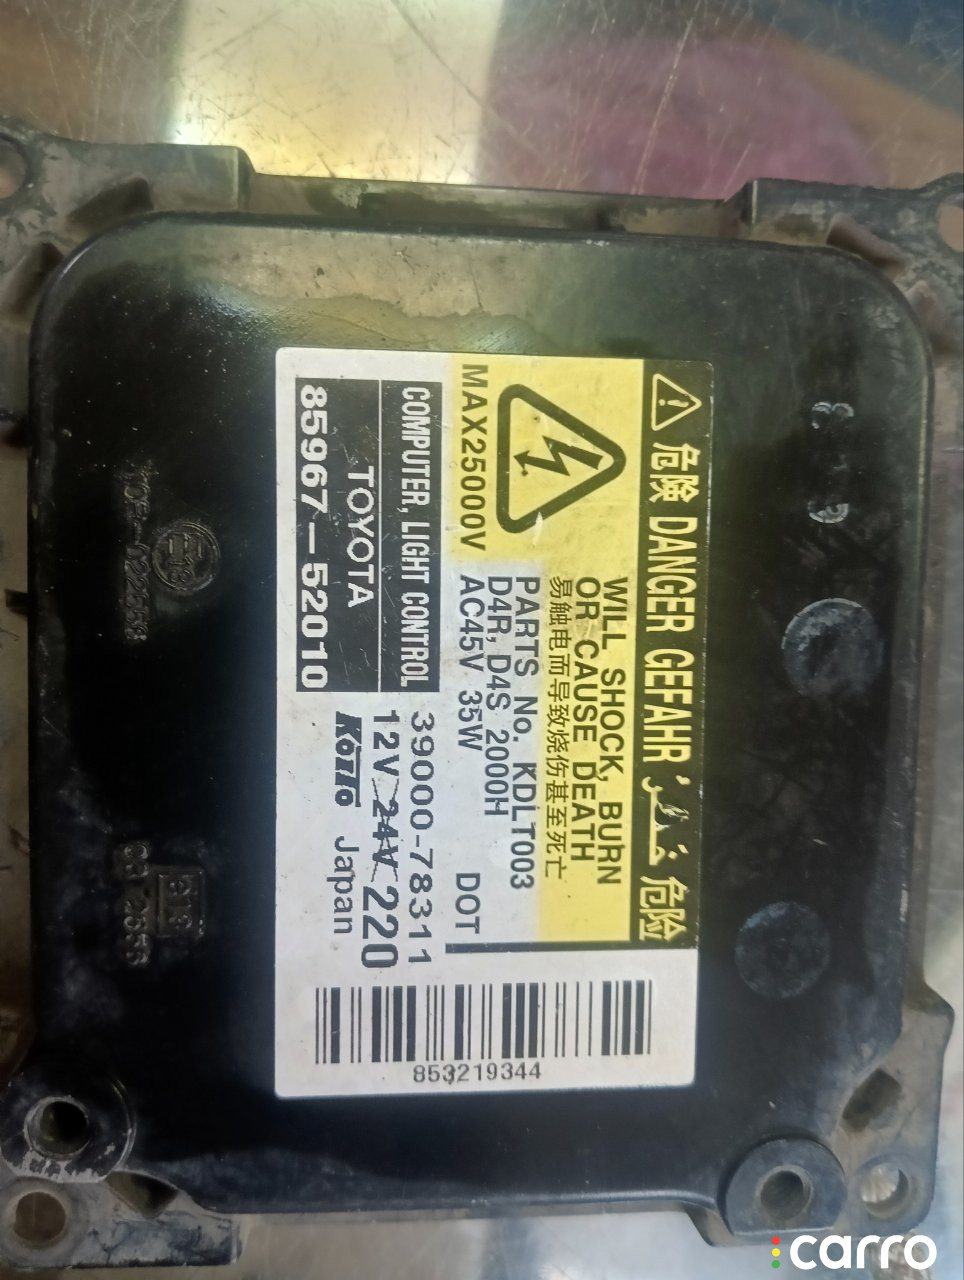 危険 DANGER GEFAHR 危险
WILL SHOCK, BURN
OR CAUSE DEATH
易触电而导致烧伤甚至死亡
MAX25000V
PARTS No. KDLT003
D4R, D4S 2000H
AC45V 35W DOT
COMPUTER, LIGHT CONTROL
TOYOTA
85967-52010
39000-78311
12V 24V 220
KOITO Japan
853219344
carro